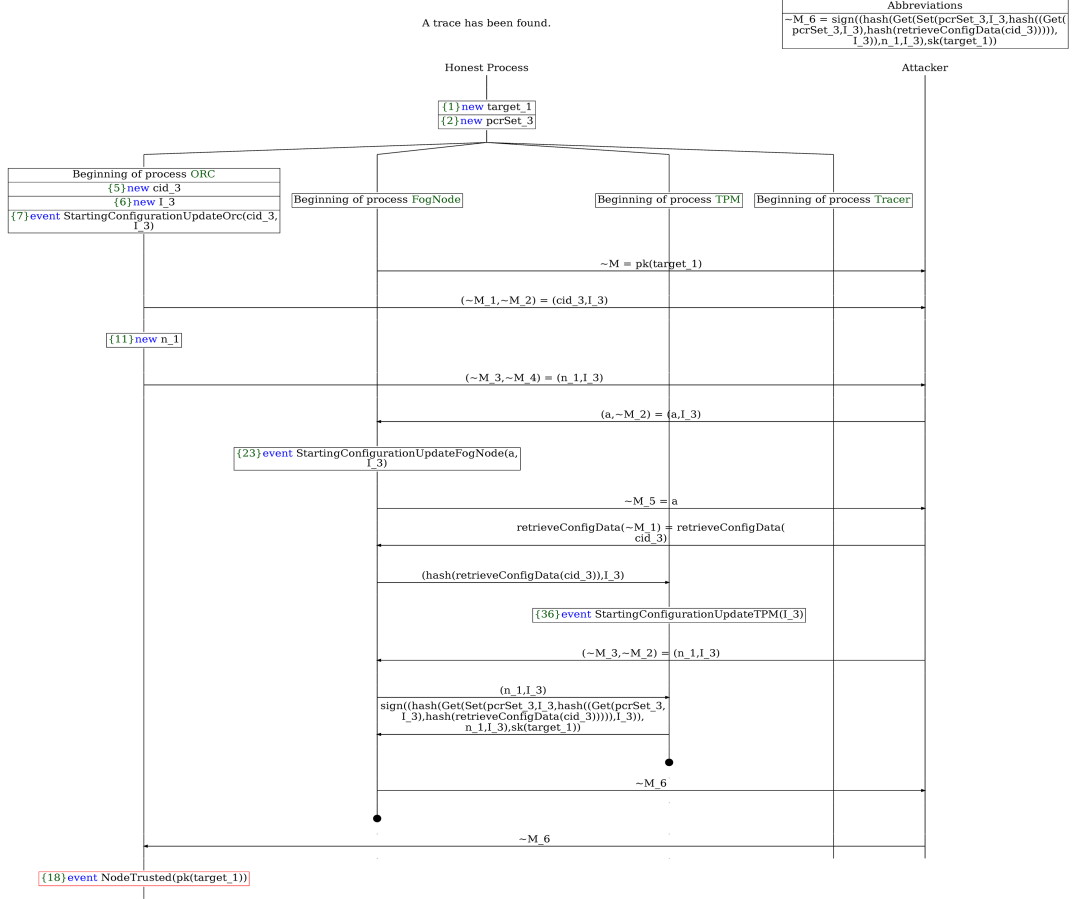 A trace has been found.
Abbreviations
~M_6 = sign((hash(Get(Set(pcrSet_3,I_3,hash((Get(
pcrSet_3,I_3),hash(retrieveConfigData(cid_3))))),
I_3)),n_1,I_3),sk(target_1))
Honest Process
Attacker
{1}new target_1
{2}new pcrSet_3
Beginning of process ORC
{5}new cid_3
{6}new I_3
{7}event StartingConfigurationUpdateOrc(cid_3,
I_3)
Beginning of process FogNode
Beginning of process TPM
Beginning of process Tracer
~M = pk(target_1)
(~M_1,~M_2) = (cid_3,I_3)
{11}new n_1
(~M_3,~M_4) = (n_1,I_3)
(a,~M_2) = (a,I_3)
{23}event StartingConfigurationUpdateFogNode(a,
I_3)
~M_5 = a
retrieveConfigData(~M_1) = retrieveConfigData(
cid_3)
(hash(retrieveConfigData(cid_3)),I_3)
{36}event StartingConfigurationUpdateTPM(I_3)
(~M_3,~M_2) = (n_1,I_3)
(n_1,I_3)
sign((hash(Get(Set(pcrSet_3,I_3,hash((Get(pcrSet_3,
I_3),hash(retrieveConfigData(cid_3))))),I_3)),
n_1,I_3),sk(target_1))
~M_6
~M_6
{18}event NodeTrusted(pk(target_1))